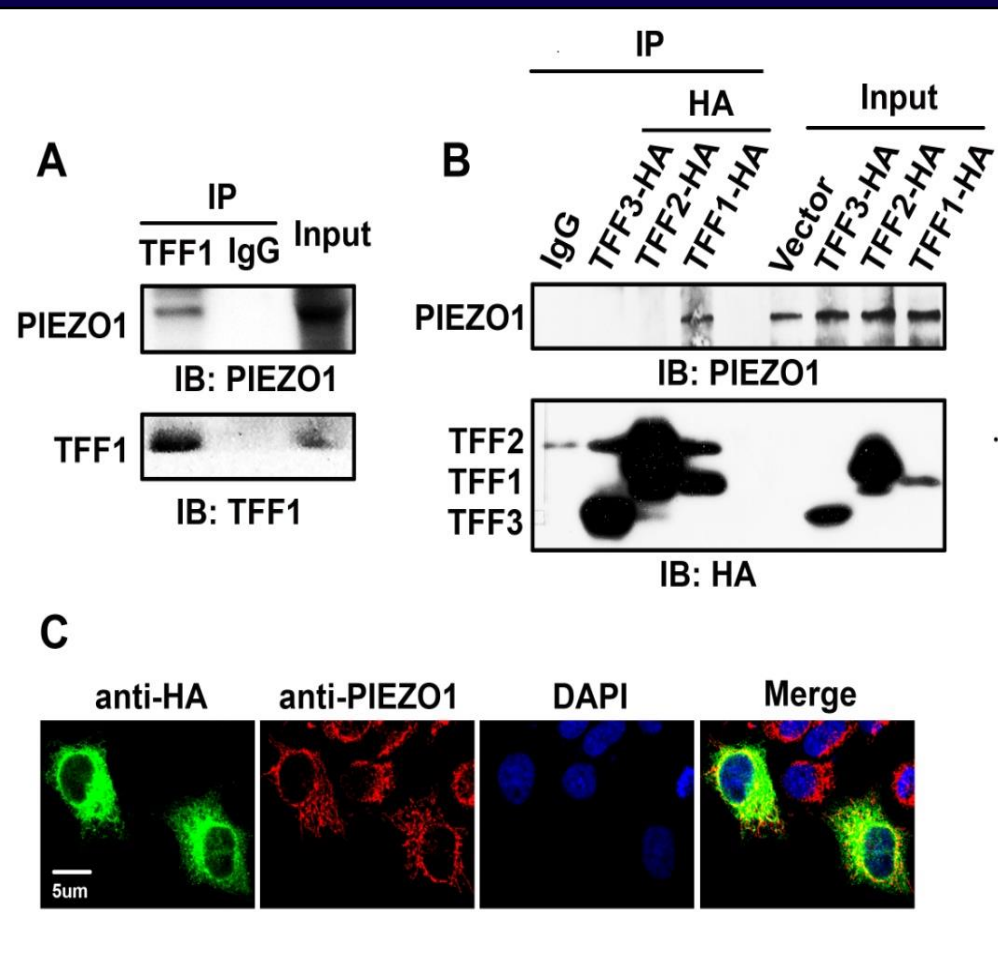 A
IP
TFF1 IgG Input
PIEZO1
IB: PIEZO1
TFF1
IB: TFF1
B
IP
HA
Input
IgG
TFF3-HA
TFF2-HA
TFF1-HA
Vector
TFF3-HA
TFF2-HA
TFF1-HA
PIEZO1
IB: PIEZO1
TFF2
TFF1
TFF3
IB: HA
C
anti-HA anti-PIEZO1 DAPI Merge
5um